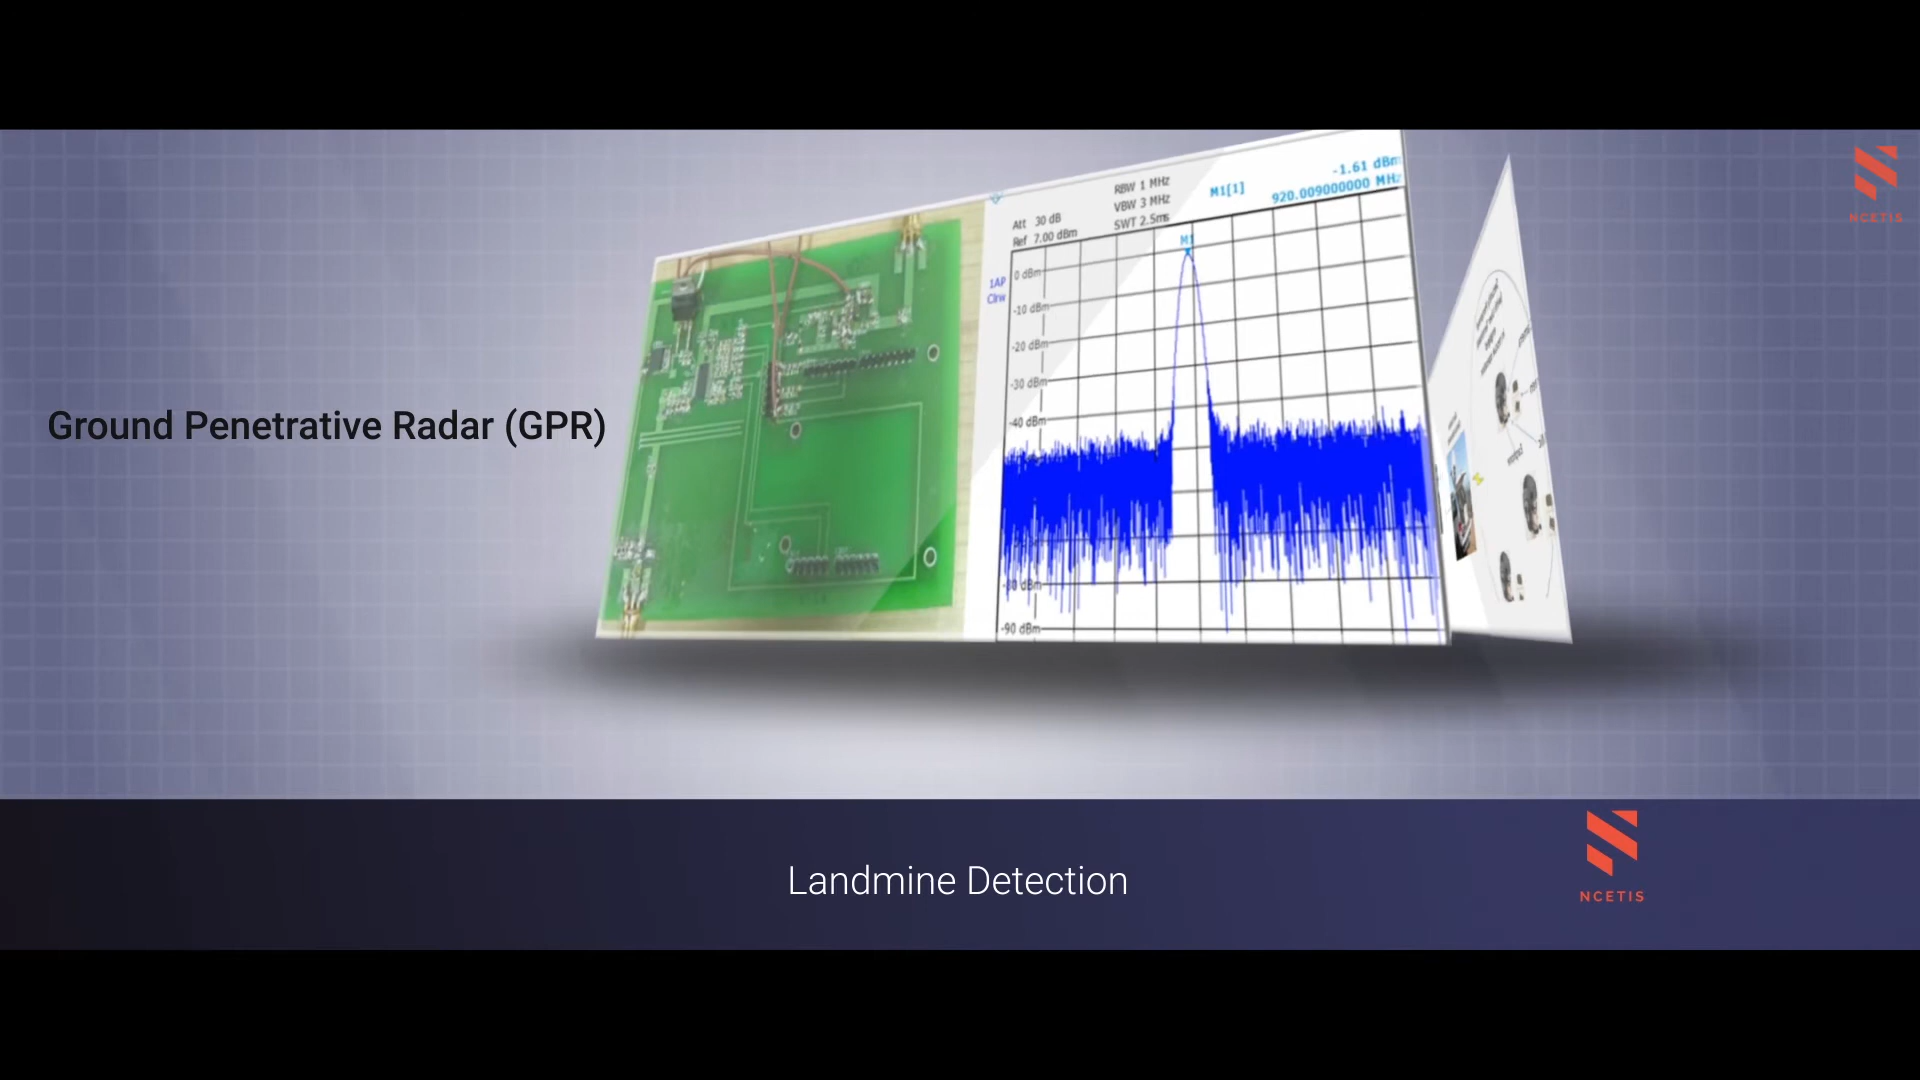 Ground Penetrative Radar (GPR)
Att 30 dB
Ref 7.00 dBm
RBW 1 MHz
VBW 3 MHz
SWT 2.5ms
M1[1]
-1.61 dBm
920.009000000 MHz
1AP
Clrw
M1
0 dBm
-10 dBm
-20 dBm
-30 dBm
-40 dBm
-80 dBm
-90 dBm
NCETIS
Landmine Detection
NCETIS